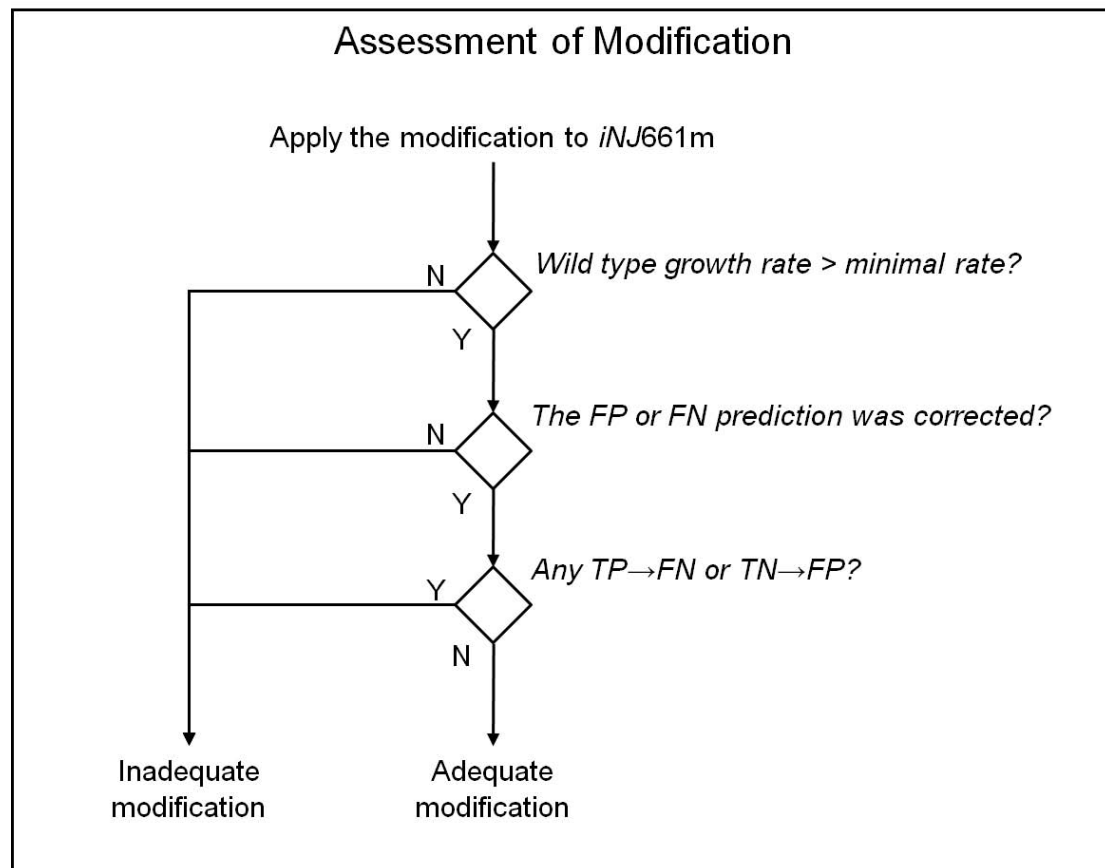 Assessment of Modification
Apply the modification to iNJ661m
Wild type growth rate > minimal rate?
N
Y
The FP or FN prediction was corrected?
N
Y
Any TP→FN or TN→FP?
Y
N
Inadequate
modification
Adequate
modification